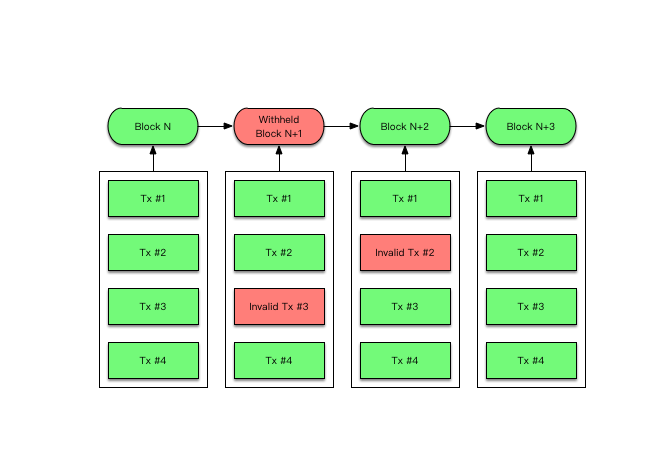 Block N
Withheld
Block N+1
Block N+2
Block N+3
Tx #1
Tx #1
Tx #1
Tx #1
Tx #2
Tx #2
Invalid Tx #2
Tx #2
Tx #3
Invalid Tx #3
Tx #3
Tx #3
Tx #4
Tx #4
Tx #4
Tx #4